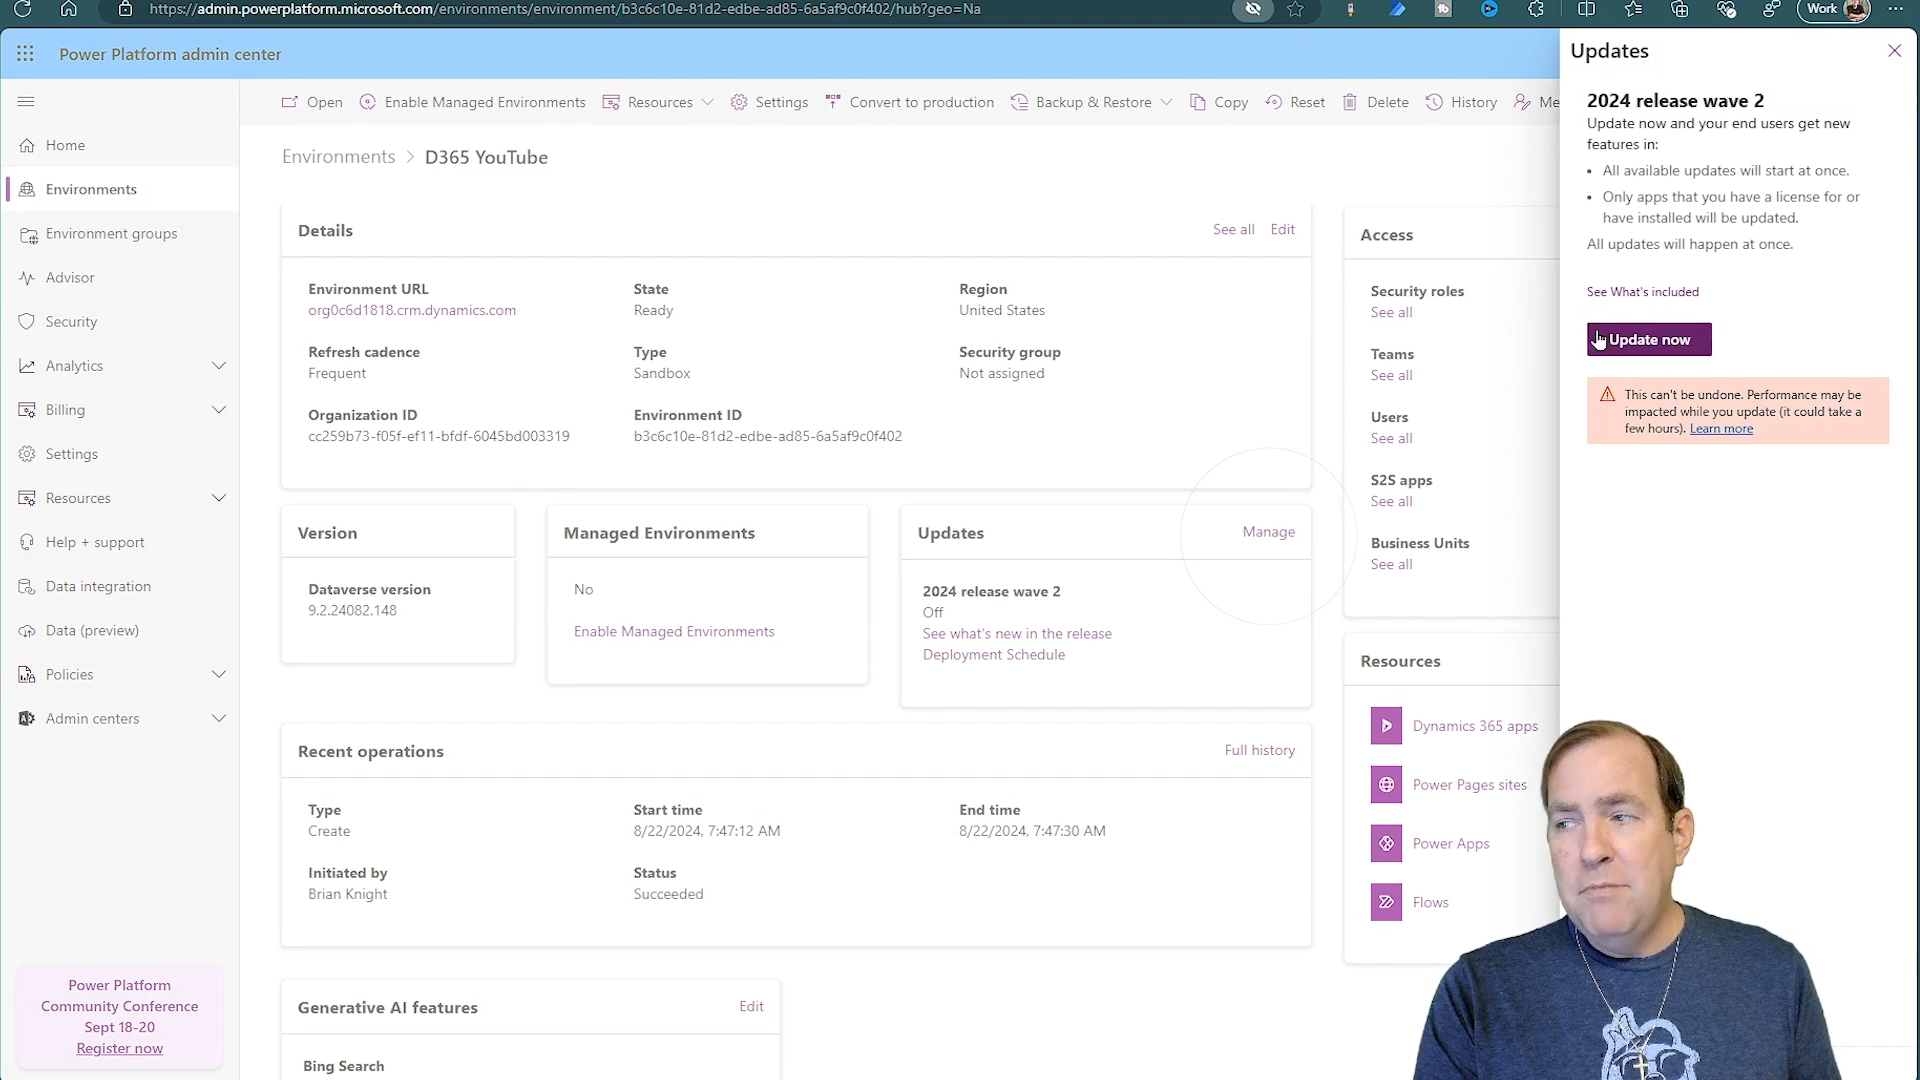 https://admin.powerplatform.microsoft.com/environments/environment/b3c6c10e-81d2-edbe-ad85-6a5af9c0f402/hub?geo=Na
Work
Power Platform admin center
Home
Environments
Environment groups
Advisor
Security
Analytics
Billing
Settings
Resources
Help + support
Data integration
Data (preview)
Policies
Admin centers
Power Platform
Community Conference
Sept 18-20
Register now
Open
Enable Managed Environments
Resources
Settings
Convert to production
Backup & Restore
Copy
Reset
Delete
History
Me
Environments > D365 YouTube
Details
See all
Edit
Environment URL
org0c6d1818.crm.dynamics.com
State
Ready
Region
United States
Refresh cadence
Frequent
Type
Sandbox
Security group
Not assigned
Organization ID
cc259b73-f05f-ef11-bfdf-6045bd003319
Environment ID
b3c6c10e-81d2-edbe-ad85-6a5af9c0f402
Version
Dataverse version
9.2.24082.148
Managed Environments
No
Enable Managed Environments
Updates
Manage
2024 release wave 2
Off
See what's new in the release
Deployment Schedule
Recent operations
Full history
Type
Create
Start time
8/22/2024, 7:47:12 AM
End time
8/22/2024, 7:47:30 AM
Initiated by
Brian Knight
Status
Succeeded
Generative AI features
Edit
Bing Search
Access
Security roles
See all
Teams
See all
Users
See all
S2S apps
See all
Business Units
See all
Resources
Dynamics 365 apps
Power Pages sites
Power Apps
Flows
Updates
2024 release wave 2
Update now and your end users get new
features in:
• All available updates will start at once.
• Only apps that you have a license for or
have installed will be updated.
All updates will happen at once.
See What's included
Update now
This can't be undone. Performance may be
impacted while you update (it could take a
few hours). Learn more